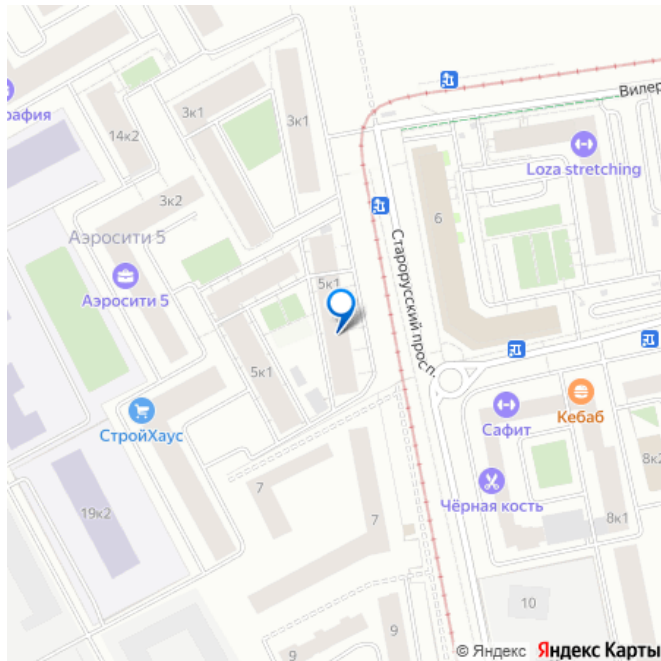 Вилер
3к1
3к1
Loza stretching
рафия
14к2
3к2
6
Аэросити 5
Старорусский просп.
Аэросити 5
5к1
5к1
СтройХаус
Сафит
Кебаб
8к2
7
Чёрная кость
19к2
7
8к1
10
9
9
© Яндекс Яндекс Карты